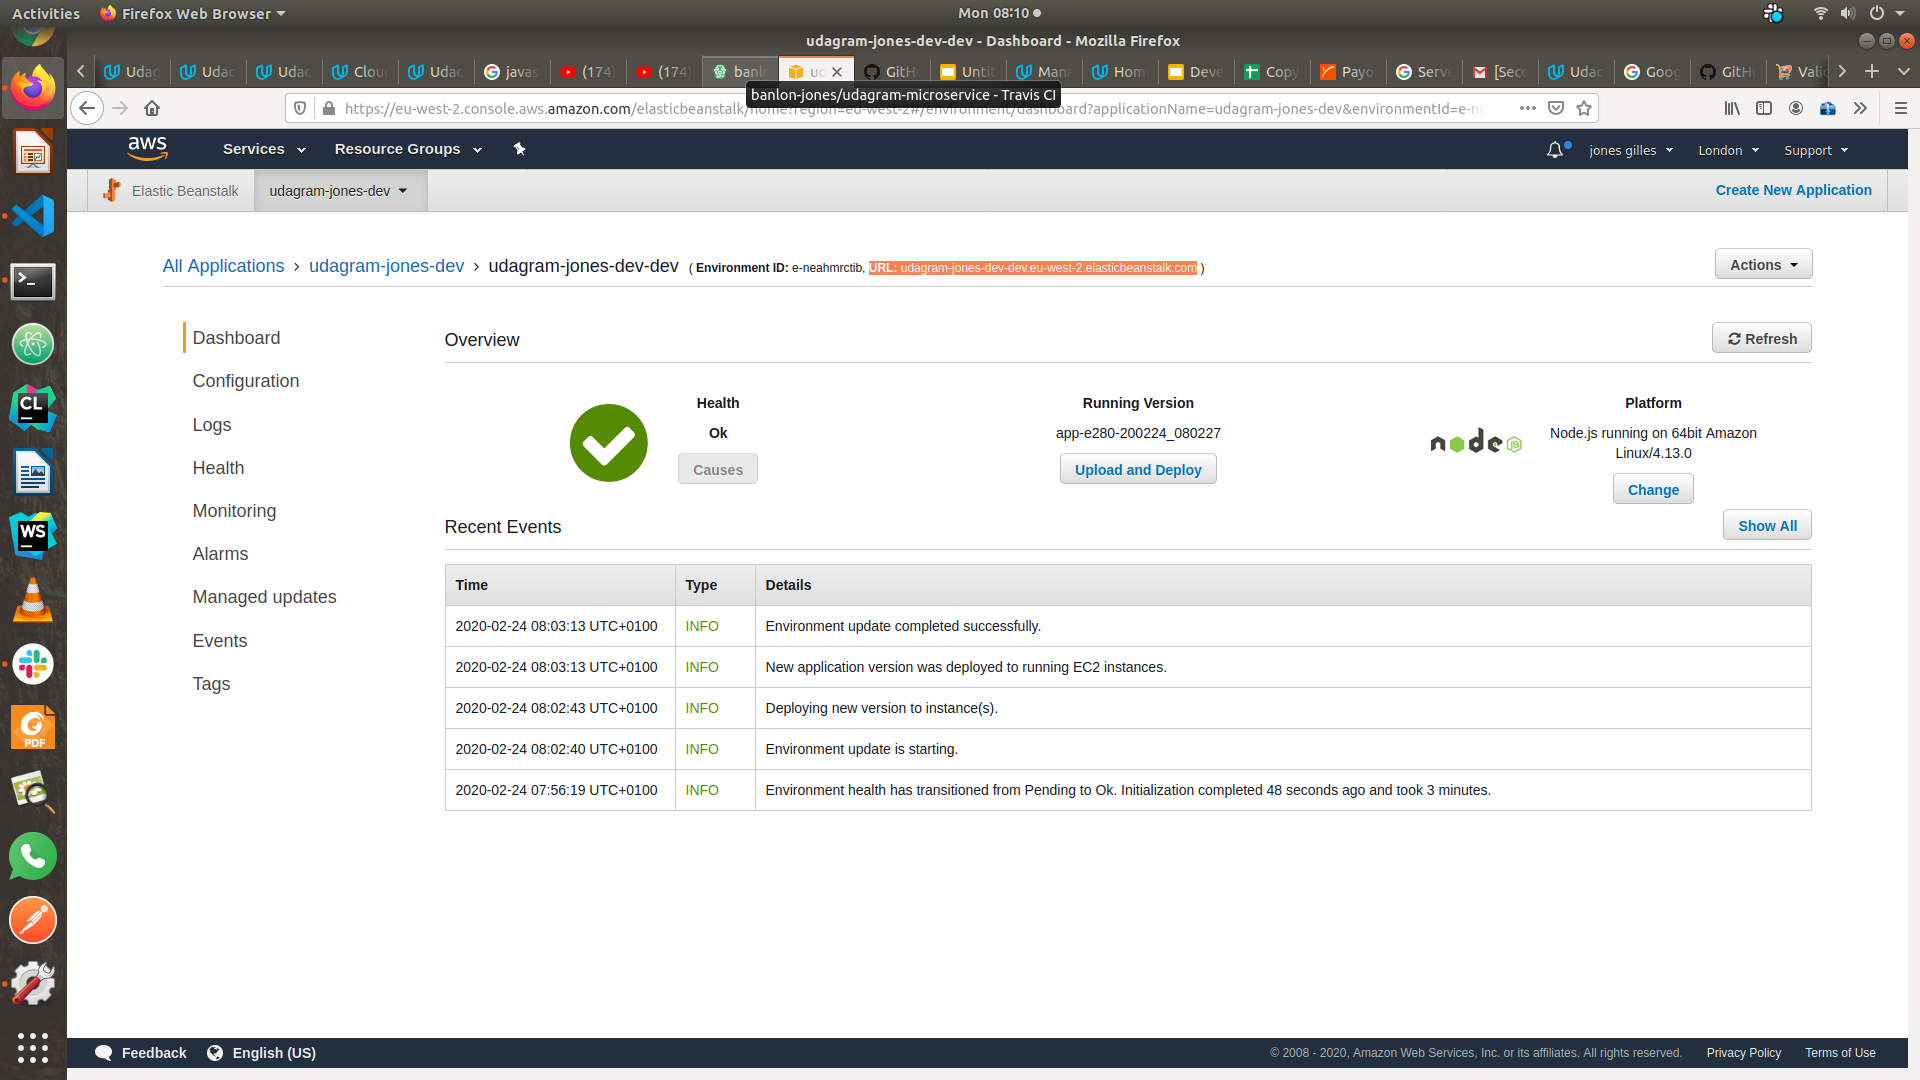 Activities Firefox Web Browser Mon 08:10
udagram-jones-dev-dev - Dashboard - Mozilla Firefox
Udag Udac Udac Clou Udac javas (174) (174) banlo ud GitHu Untit Mana Hom Deve Copy Payo Serve [Secc Udac Goog GitHu Valid
banlon-jones/udagram-microservice - Travis CI
https://eu-west-2.console.aws.amazon.com/elasticbeanstalk/home?region=eu-west-2#/environment/dashboard?applicationName=udagram-jones-dev&environmentId=e-ne
aws Services Resource Groups jones gilles London Support
Elastic Beanstalk udagram-jones-dev Create New Application
All Applications › udagram-jones-dev › udagram-jones-dev-dev ( Environment ID: e-neahmrctib, URL: udagram-jones-dev-dev.eu-west-2.elasticbeanstalk.com )
Actions
Dashboard
Configuration
Logs
Health
Monitoring
Alarms
Managed updates
Events
Tags
Overview Refresh
Health
Ok
Causes
Running Version
app-e280-200224_080227
Upload and Deploy
node JS
Platform
Node.js running on 64bit Amazon
Linux/4.13.0
Change
Recent Events Show All
Time Type Details
2020-02-24 08:03:13 UTC+0100 INFO Environment update completed successfully.
2020-02-24 08:03:13 UTC+0100 INFO New application version was deployed to running EC2 instances.
2020-02-24 08:02:43 UTC+0100 INFO Deploying new version to instance(s).
2020-02-24 08:02:40 UTC+0100 INFO Environment update is starting.
2020-02-24 07:56:19 UTC+0100 INFO Environment health has transitioned from Pending to Ok. Initialization completed 48 seconds ago and took 3 minutes.
CL
WS
PDF
Feedback English (US) © 2008 - 2020, Amazon Web Services, Inc. or its affiliates. All rights reserved. Privacy Policy Terms of Use